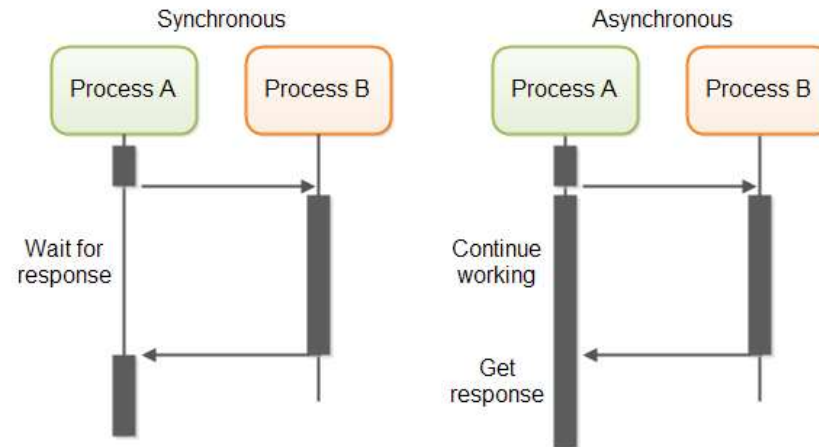 Synchronous
Asynchronous
Process A
Process B
Process A
Process B
Wait for
response
Continue
working
Get
response